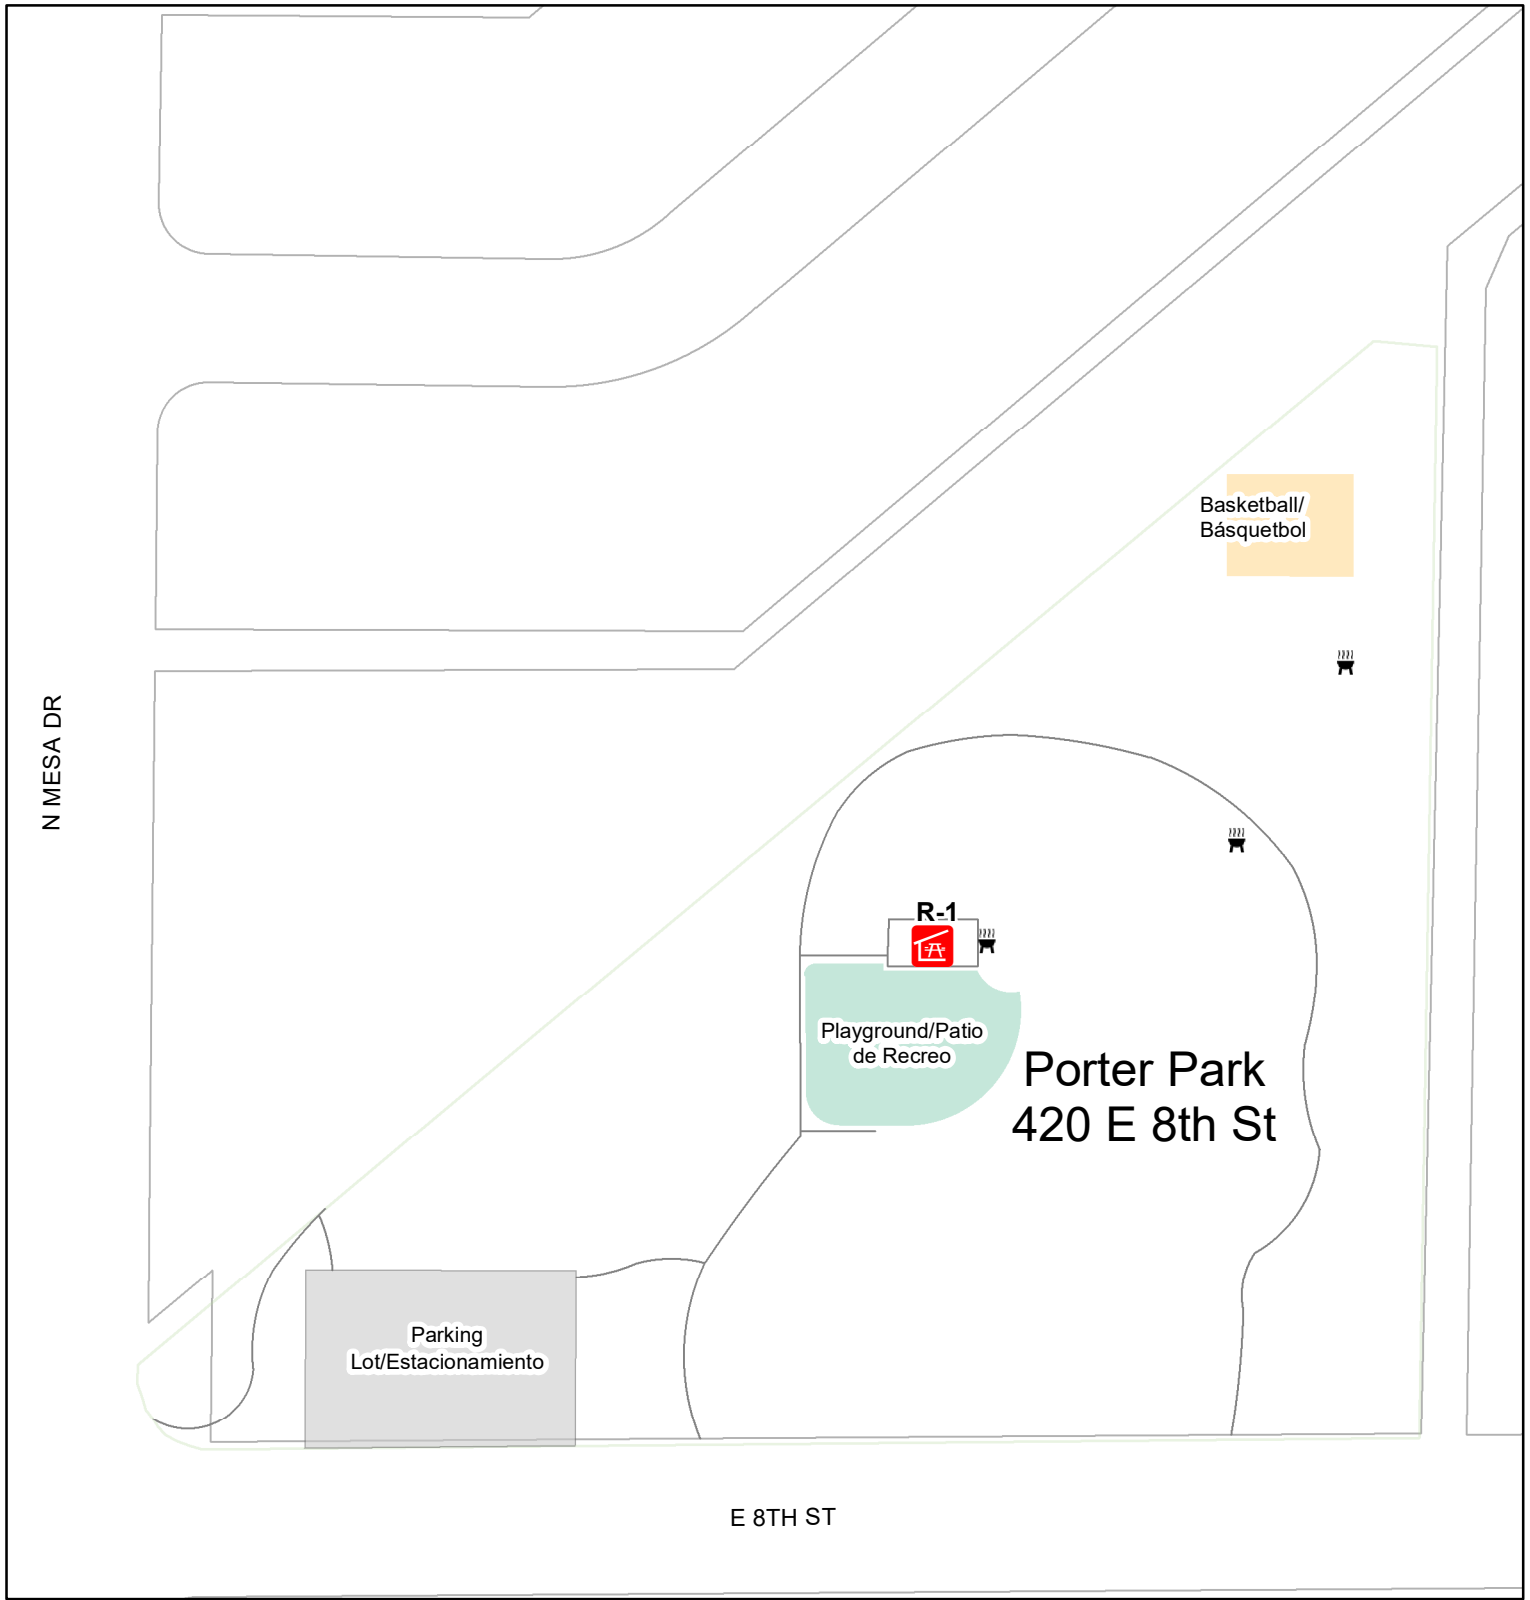 Basketball/
Básquetbol
N MESA DR
R-1
Playground/Patio
de Recreo
Porter Park
420 E 8th St
Parking
Lot/Estacionamiento
E 8TH ST